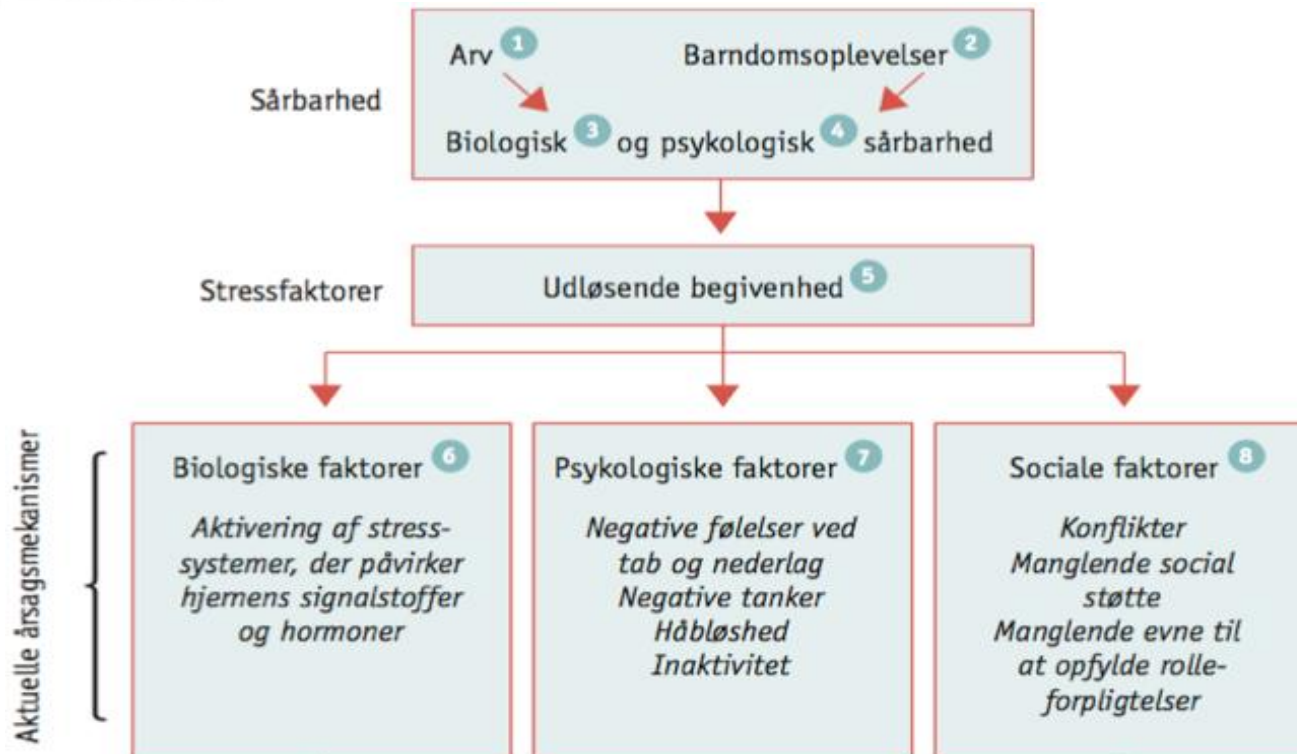 Arv 1
Barndomsoplevelser 2
Sårbarhed
Biologisk 3 og psykologisk 4 sårbarhed
Stressfaktorer
Udløsende begivenhed 5
Aktuelle årsagsmekanismer
Biologiske faktorer 6
Aktivering af stress-
systemer, der påvirker
hjernens signalstoffer
og hormoner
Psykologiske faktorer 7
Negative følelser ved
tab og nederlag
Negative tanker
Håbløshed
Inaktivitet
Sociale faktorer 8
Konflikter
Manglende social
støtte
Manglende evne til
at opfylde rolle-
forpligtelser